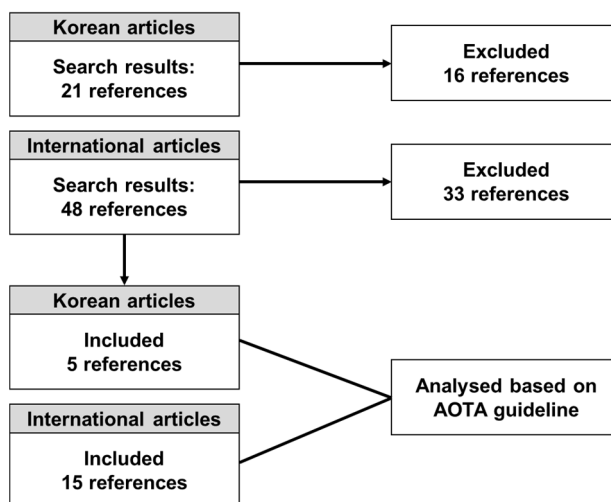 Korean articles
Search results:
21 references
Excluded
16 references
International articles
Search results:
48 references
Excluded
33 references
Korean articles
Included
5 references
International articles
Included
15 references
Analysed based on
AOTA guideline